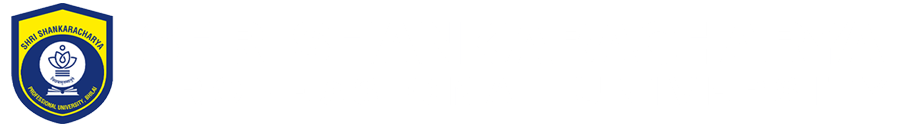 SHRI SHANKARACHARYA
PROFESSIONAL UNIVERSITY, BHILAI